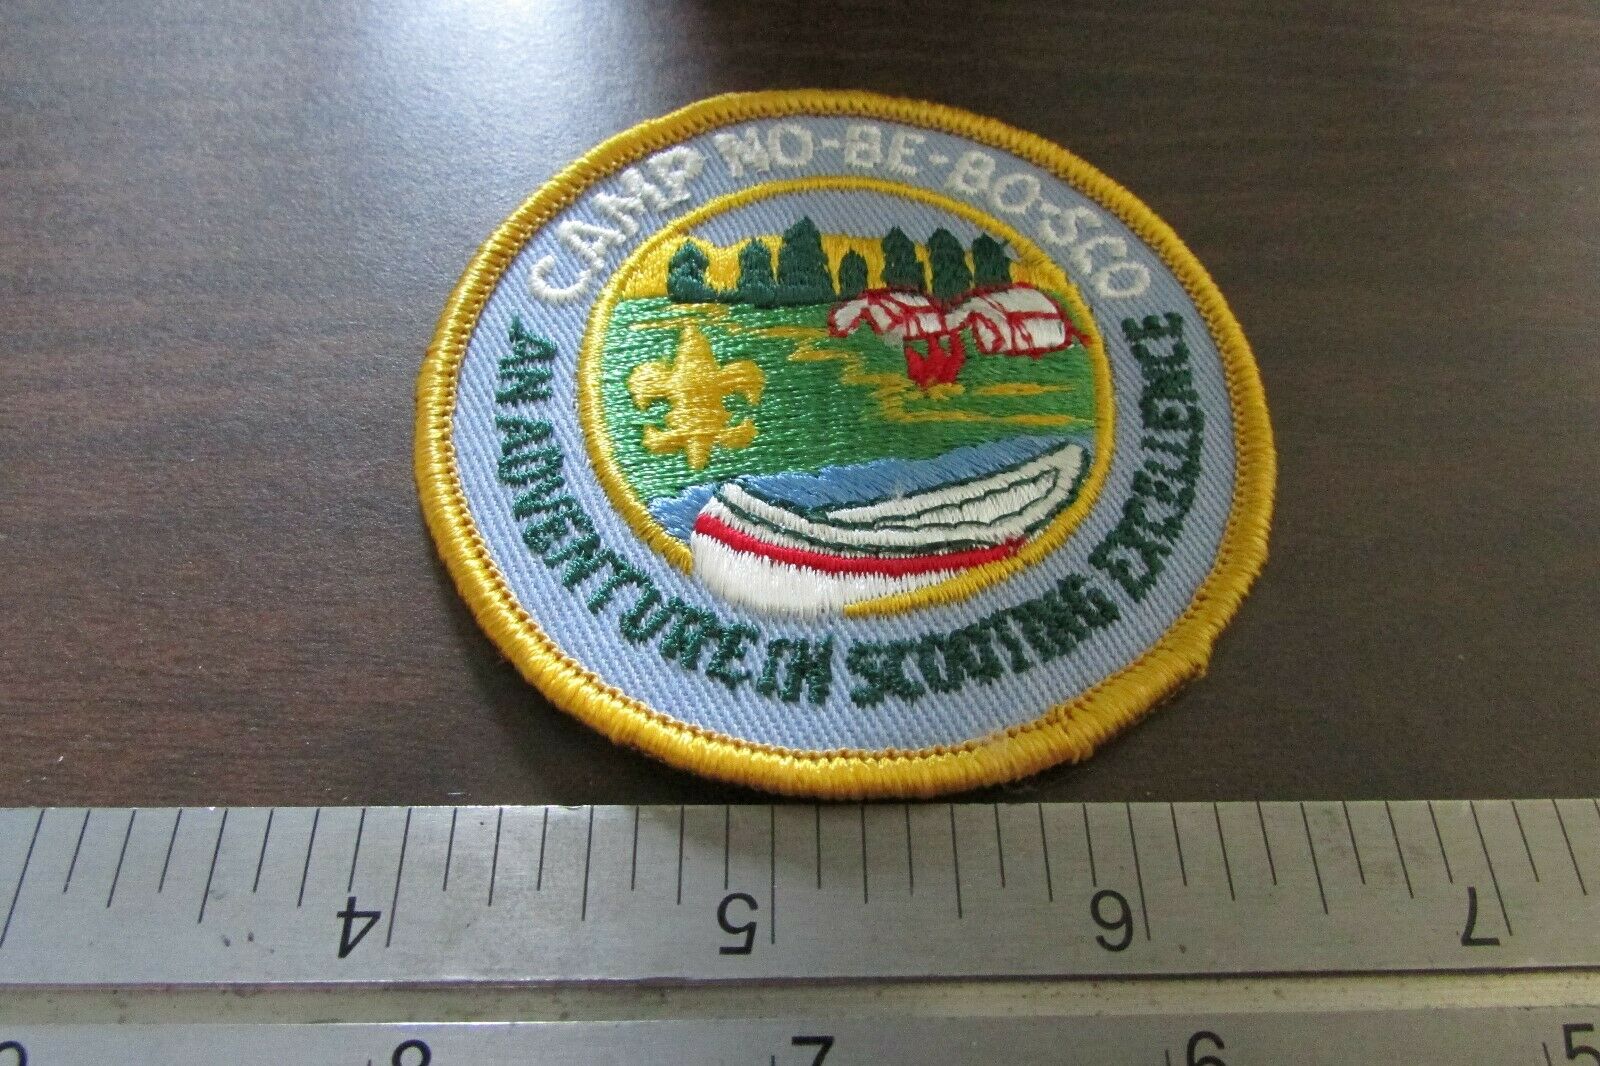 CAMP NO-BE-BO-SCO
AN ADVENTURE IN SCOUTING EXCELLENCE
4 5 6 7
8 7 6 5